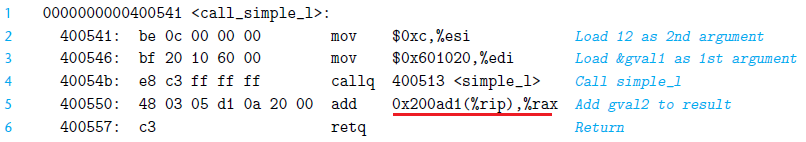 1 0000000000400541 <call_simple_l>:
2 400541: be 0c 00 00 00 mov $0xc,%esi Load 12 as 2nd argument
3 400546: bf 20 10 60 00 mov $0x601020,%edi Load &gval1 as 1st argument
4 40054b: e8 c3 ff ff ff callq 400513 <simple_l> Call simple_l
5 400550: 48 03 05 d1 0a 20 00 add 0x200ad1(%rip),%rax Add gval2 to result
6 400557: c3 retq Return